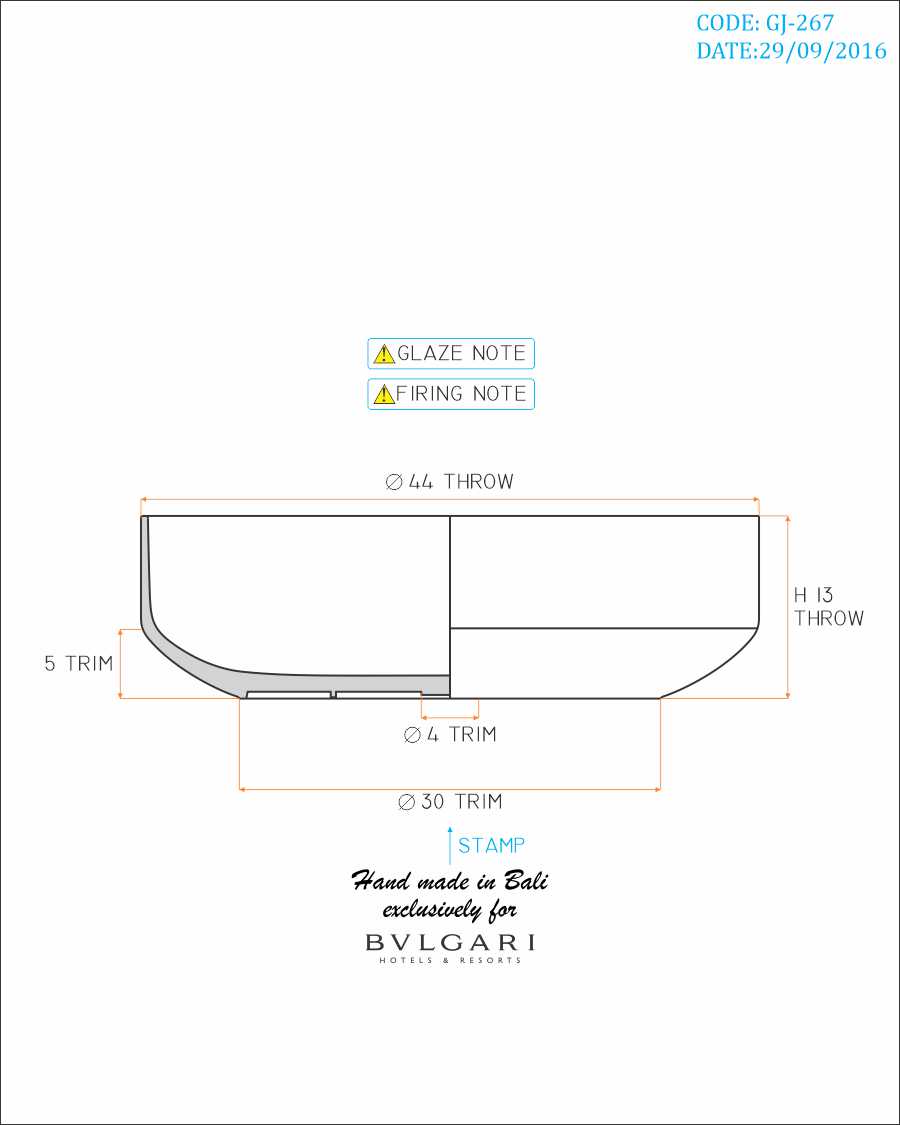 CODE: GJ-267
DATE:29/09/2016
GLAZE NOTE
FIRING NOTE
∅ 44 THROW
H 13
THROW
5 TRIM
∅ 4 TRIM
∅ 30 TRIM
STAMP
Hand made in Bali
exclusively for
BVLGARI
HOTELS & RESORTS